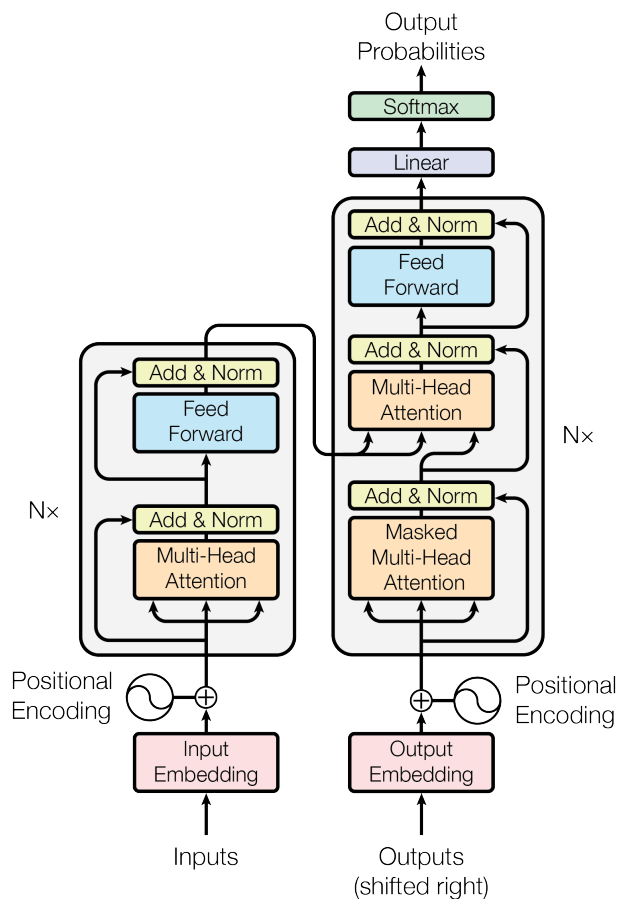 Output
Probabilities
Softmax
Linear
Add & Norm
Feed
Forward
Add & Norm
Multi-Head
Attention
Nx
Add & Norm
Masked
Multi-Head
Attention
Add & Norm
Feed
Forward
Nx
Add & Norm
Multi-Head
Attention
Positional
Encoding
Positional
Encoding
Input
Embedding
Output
Embedding
Inputs
Outputs
(shifted right)